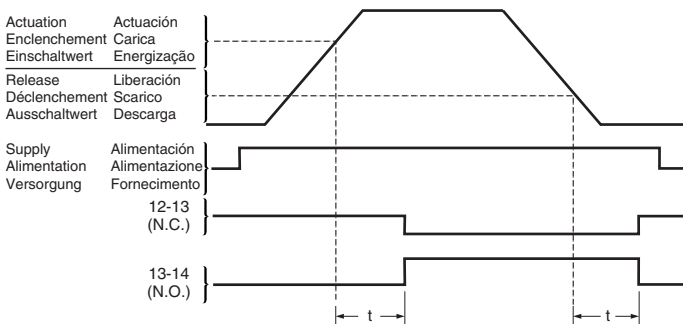 Actuation Actuación
Enclenchement Carica
Einschaltwert Energização
Release Liberación
Déclenchement Scarico
Ausschaltwert Descarga
Supply Alimentación
Alimentation Alimentazione
Versorgung Fornecimento
12-13
(N.C.)
13-14
(N.O.)
t t